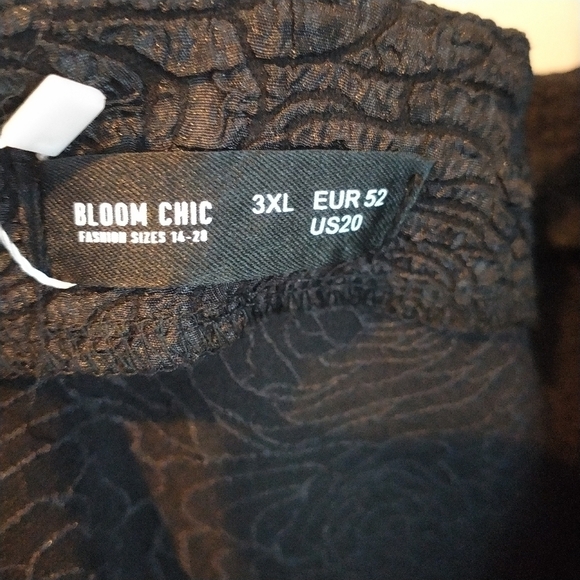 BLOOM CHIC
FASHION SIZES 14-28
3XL EUR 52
US20